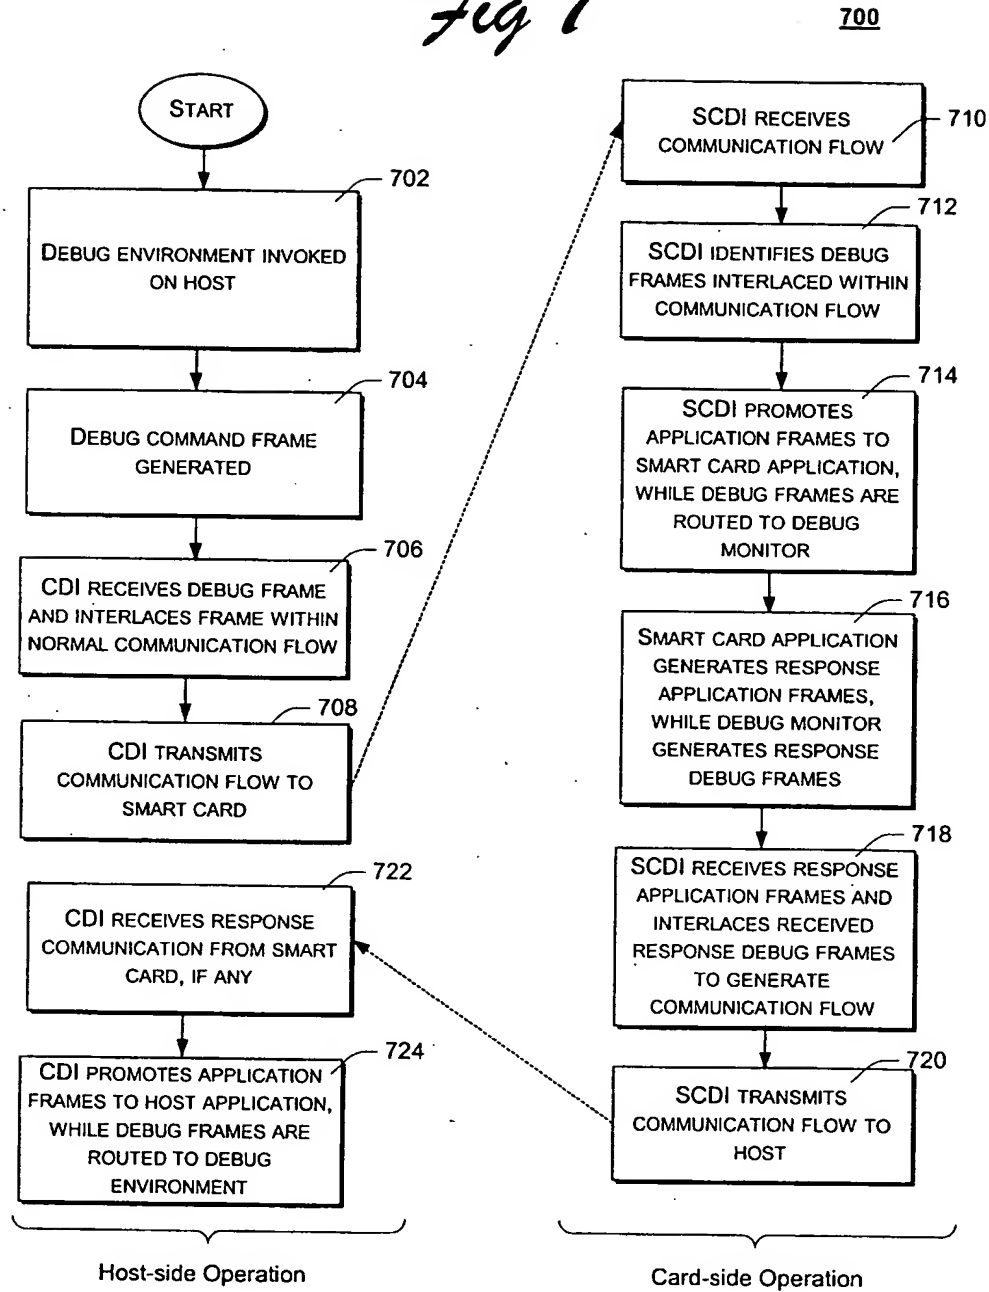 Fig 7
700
START
702
DEBUG ENVIRONMENT INVOKED
ON HOST
704
DEBUG COMMAND FRAME
GENERATED
706
CDI RECEIVES DEBUG FRAME
AND INTERLACES FRAME WITHIN
NORMAL COMMUNICATION FLOW
708
CDI TRANSMITS
COMMUNICATION FLOW TO
SMART CARD
722
CDI RECEIVES RESPONSE
COMMUNICATION FROM SMART
CARD, IF ANY
724
CDI PROMOTES APPLICATION
FRAMES TO HOST APPLICATION,
WHILE DEBUG FRAMES ARE
ROUTED TO DEBUG
ENVIRONMENT
Host-side Operation
710
SCDI RECEIVES
COMMUNICATION FLOW
712
SCDI IDENTIFIES DEBUG
FRAMES INTERLACED WITHIN
COMMUNICATION FLOW
714
SCDI PROMOTES
APPLICATION FRAMES TO
SMART CARD APPLICATION,
WHILE DEBUG FRAMES ARE
ROUTED TO DEBUG
MONITOR
716
SMART CARD APPLICATION
GENERATES RESPONSE
APPLICATION FRAMES,
WHILE DEBUG MONITOR
GENERATES RESPONSE
DEBUG FRAMES
718
SCDI RECEIVES RESPONSE
APPLICATION FRAMES AND
INTERLACES RECEIVED
RESPONSE DEBUG FRAMES
TO GENERATE
COMMUNICATION FLOW
720
SCDI TRANSMITS
COMMUNICATION FLOW TO
HOST
Card-side Operation